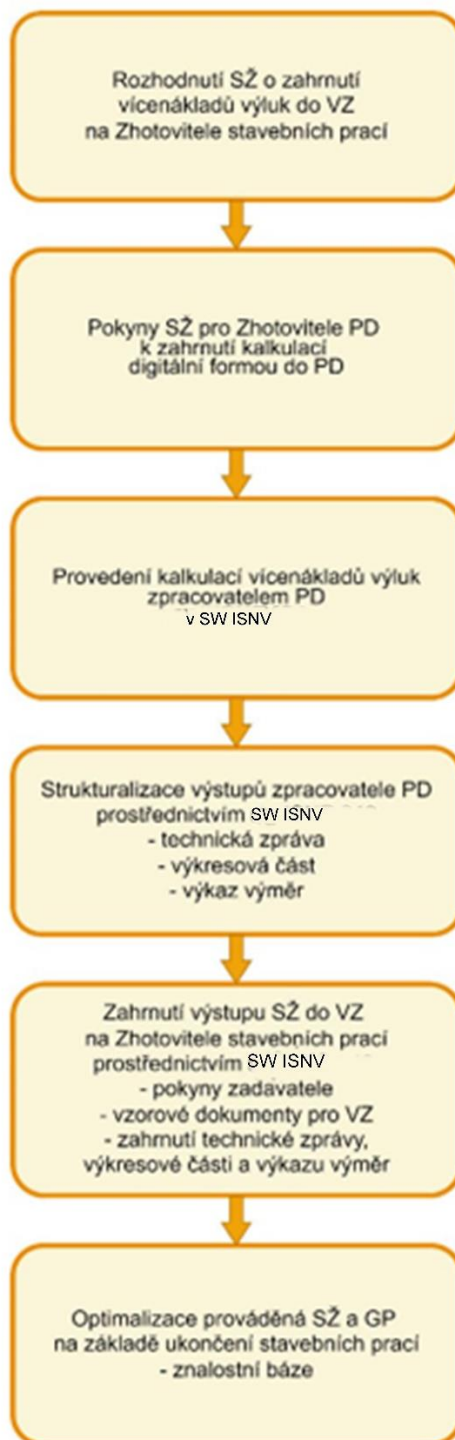 Rozhodnutí SŽ o zahrnutí
vícenákladů výluk do VZ
na Zhotovitele stavebních prací
Pokyny SŽ pro Zhotovitele PD
k zahrnutí kalkulací
digitální formou do PD
Provedení kalkulací vícenákladů výluk
zpracovatelem PD
v SW ISNV
Strukturalizace výstupů zpracovatele PD
prostřednictvím SW ISNV
- technická zpráva
- výkresová část
- výkaz výměr
Zahrnutí výstupu SŽ do VZ
na Zhotovitele stavebních prací
prostřednictvím SW ISNV
- pokyny zadavatele
- vzorové dokumenty pro VZ
- zahrnutí technické zprávy,
výkresové části a výkazu výměr
Optimalizace prováděná SŽ a GP
na základě ukončení stavebních prací
- znalostní báze